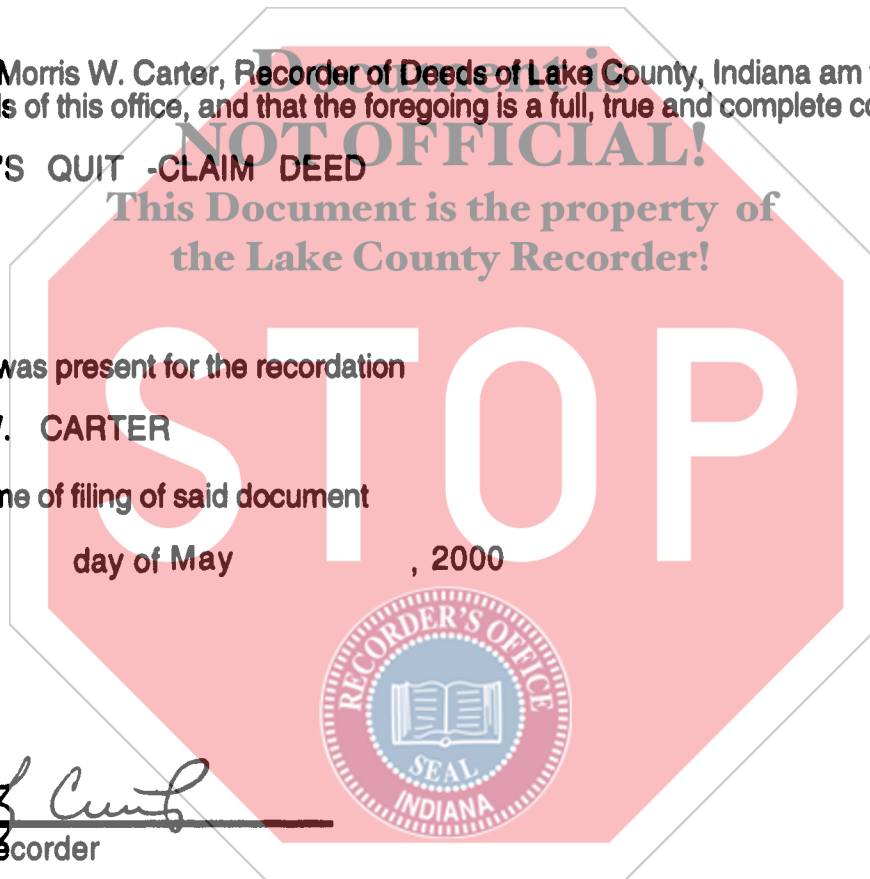 Document is
Morris W. Carter, Recorder of Deeds of Lake County, Indiana am
s of this office, and that the foregoing is a full, true and complete co
NOT OFFICIAL!
'S QUIT -CLAIM DEED
This Document is the property of
the Lake County Recorder!
STOP
was present for the recordation
. CARTER
me of filing of said document
day of May , 2000
RECORDER'S OFFICE
SEAL
INDIANA
ecorder